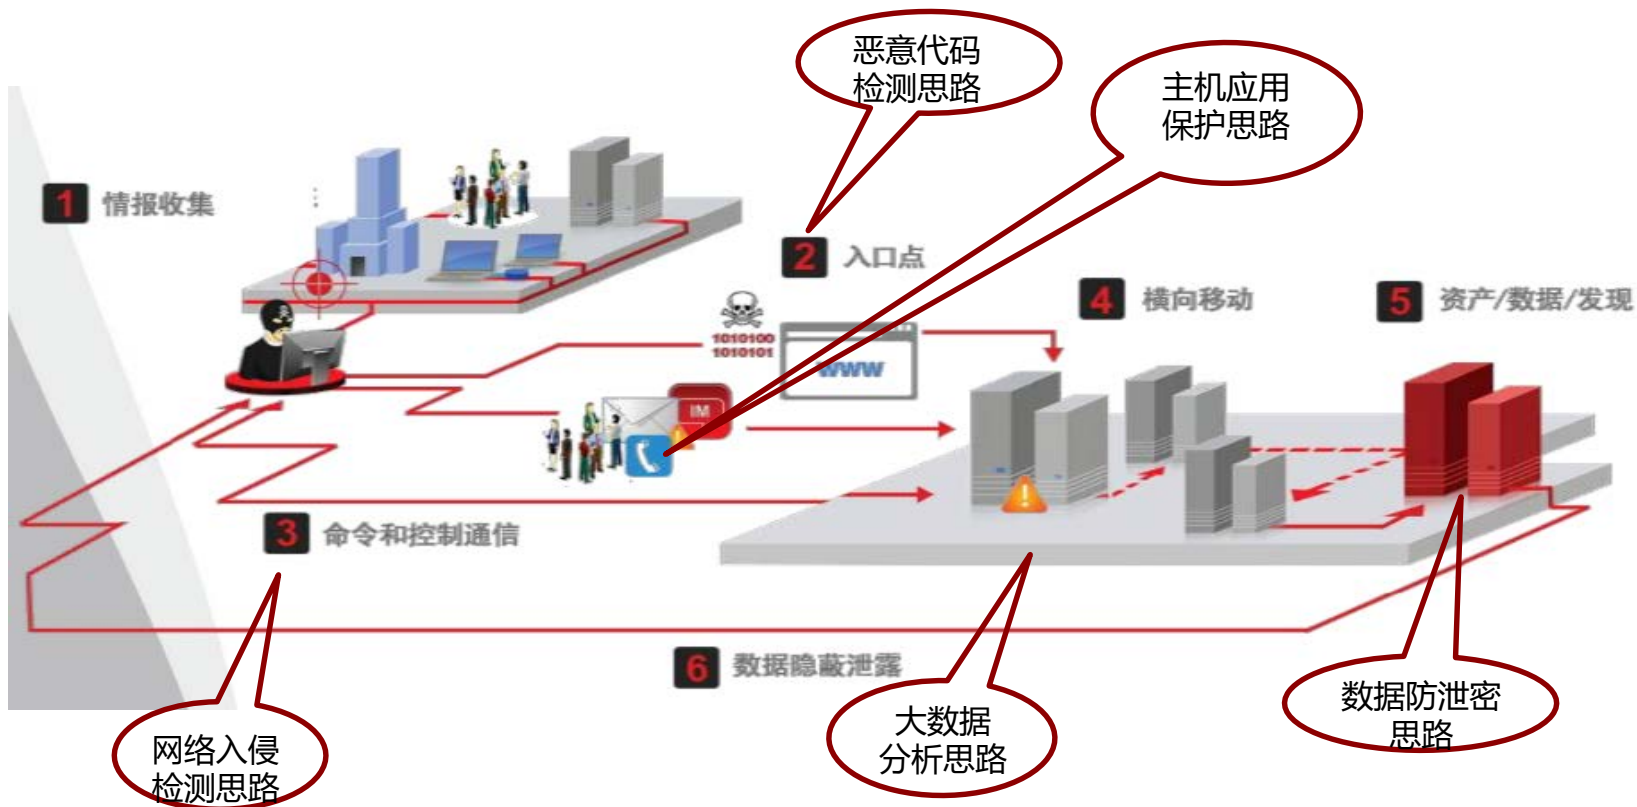 恶意代码
检测思路
主机应用
保护思路
1 情报收集
2 入口点
4 横向移动
5 资产/数据/发现
1010100
1010101
WWW
IM
3 命令和控制通信
6 数据隐蔽泄露
网络入侵
检测思路
大数据
分析思路
数据防泄密
思路